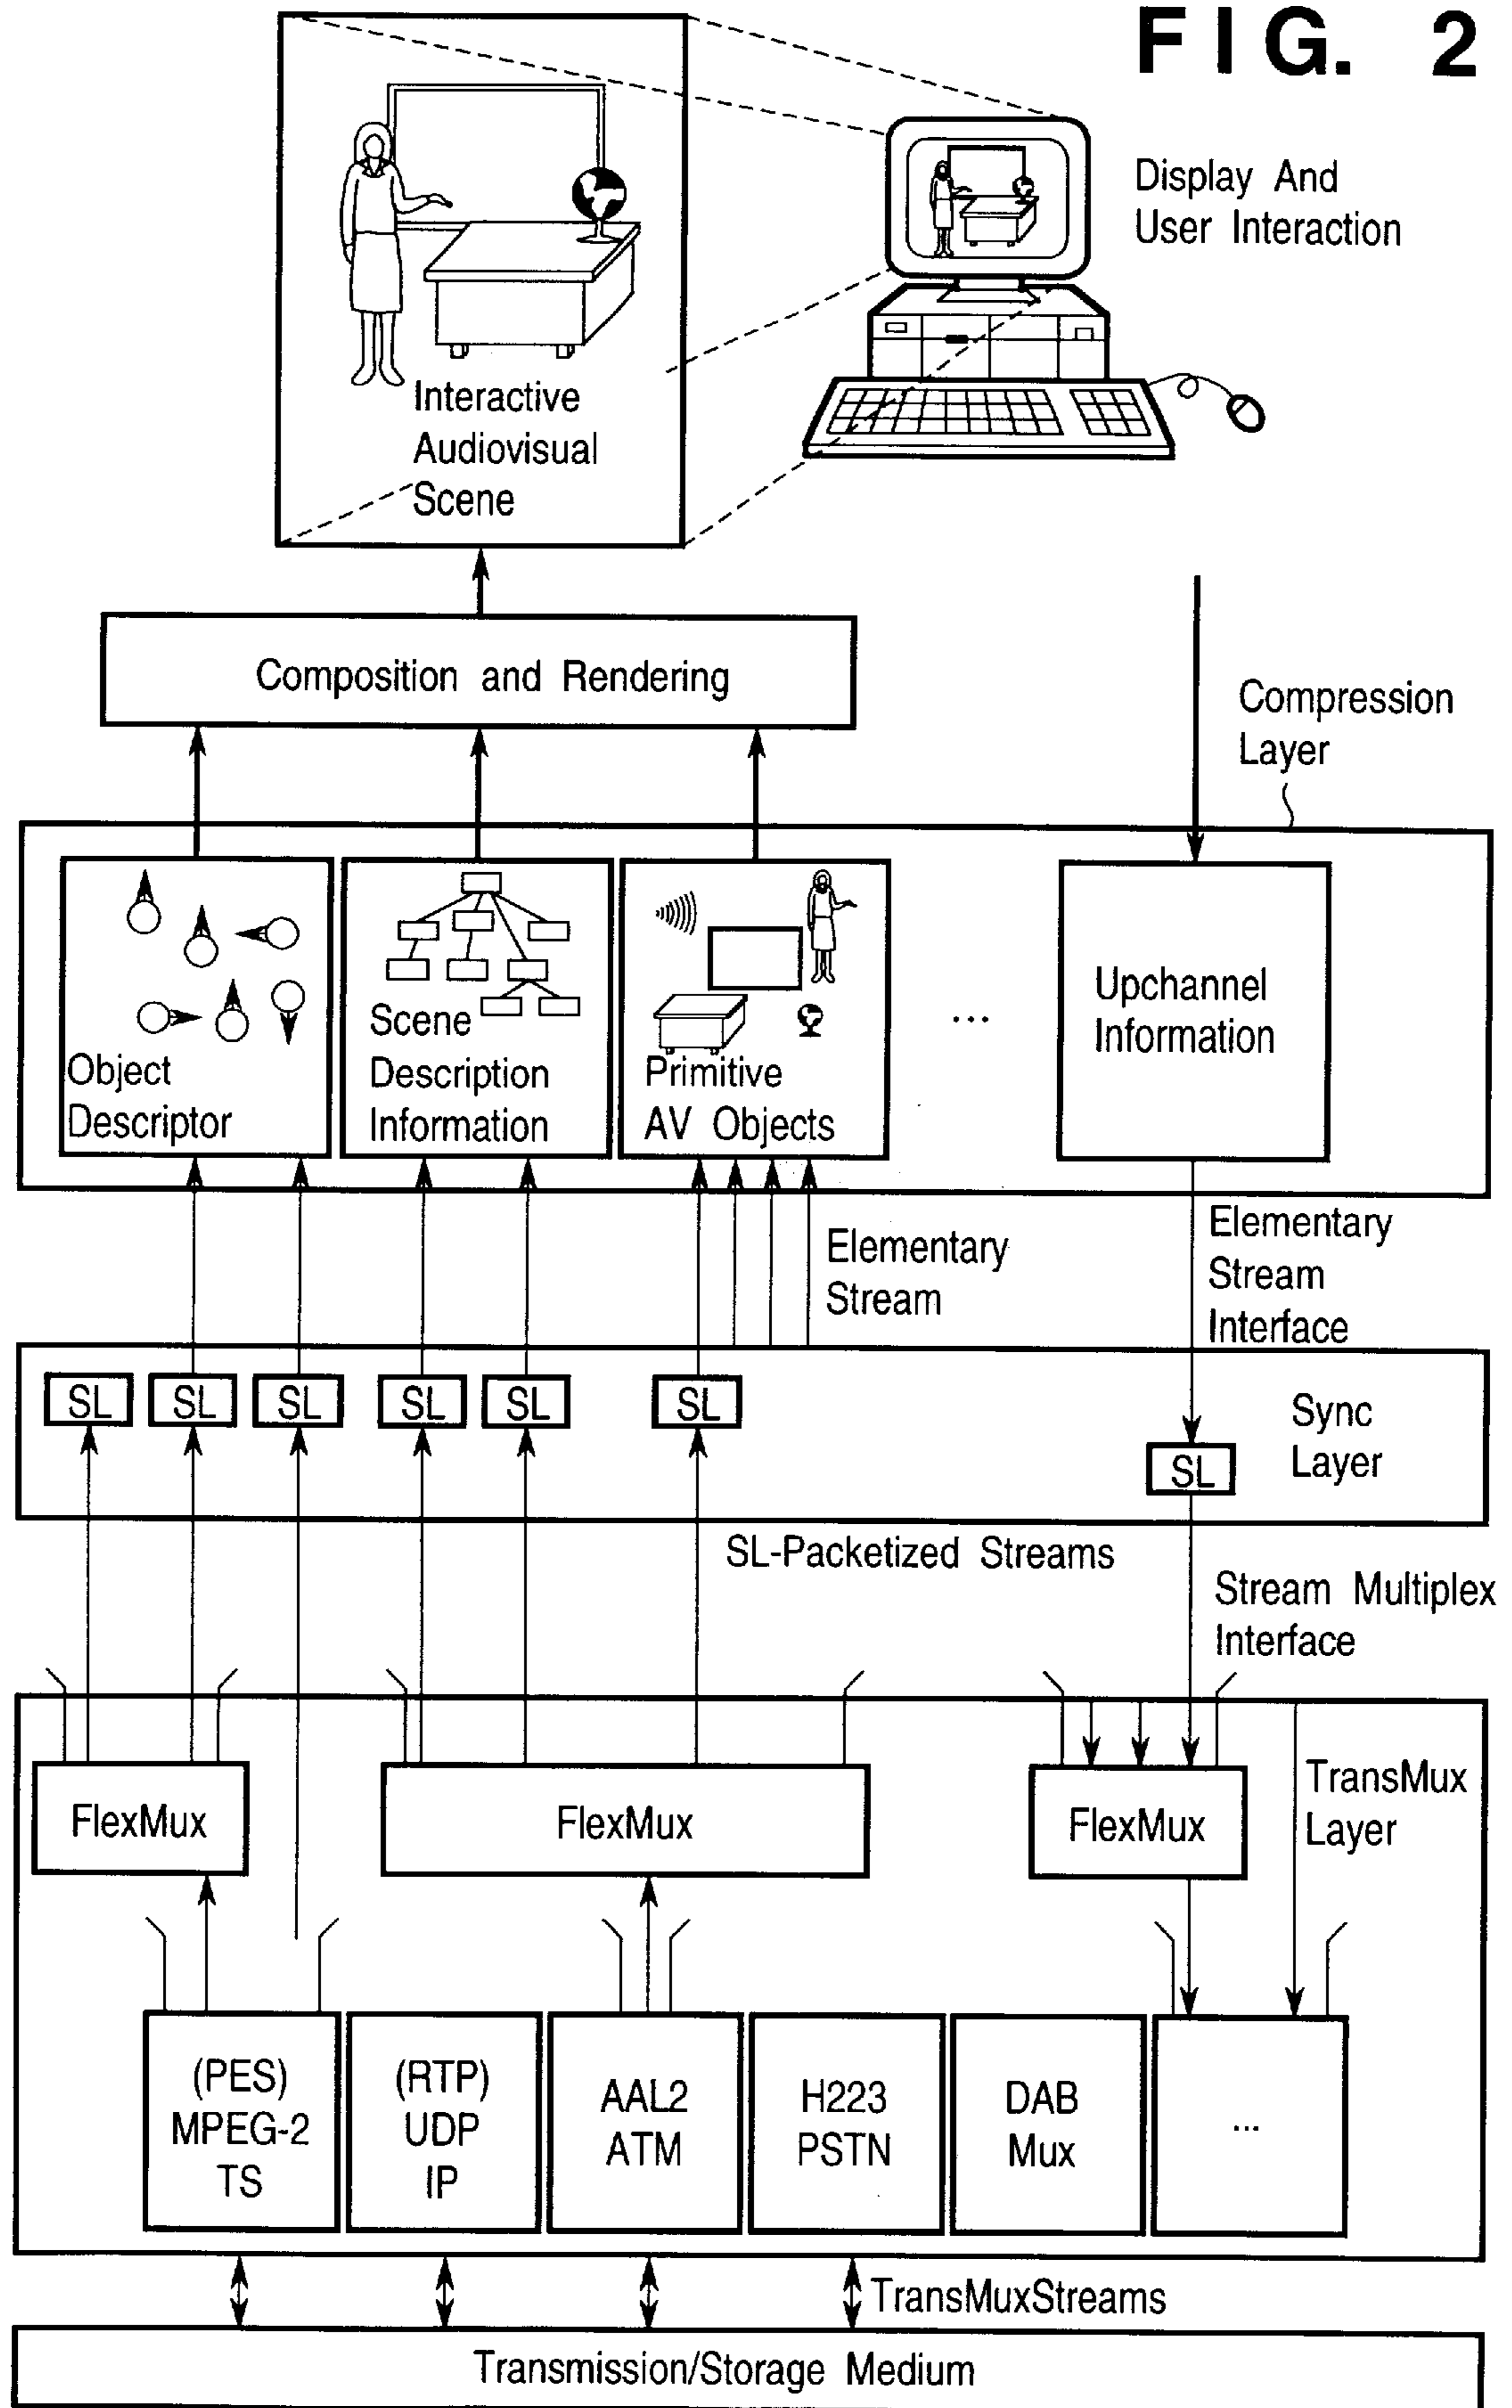 FIG. 2
Display And
User Interaction
Interactive
Audiovisual
Scene
Composition and Rendering
Compression
Layer
Object
Descriptor
Scene
Description
Information
Primitive
AV Objects
...
Upchannel
Information
Elementary
Stream
Elementary
Stream
Interface
SL
SL
SL
SL
SL
SL
SL
Sync
Layer
SL-Packetized Streams
Stream Multiplex
Interface
FlexMux
FlexMux
FlexMux
TransMux
Layer
(PES)
MPEG-2
TS
(RTP)
UDP
IP
AAL2
ATM
H223
PSTN
DAB
Mux
...
TransMuxStreams
Transmission/Storage Medium